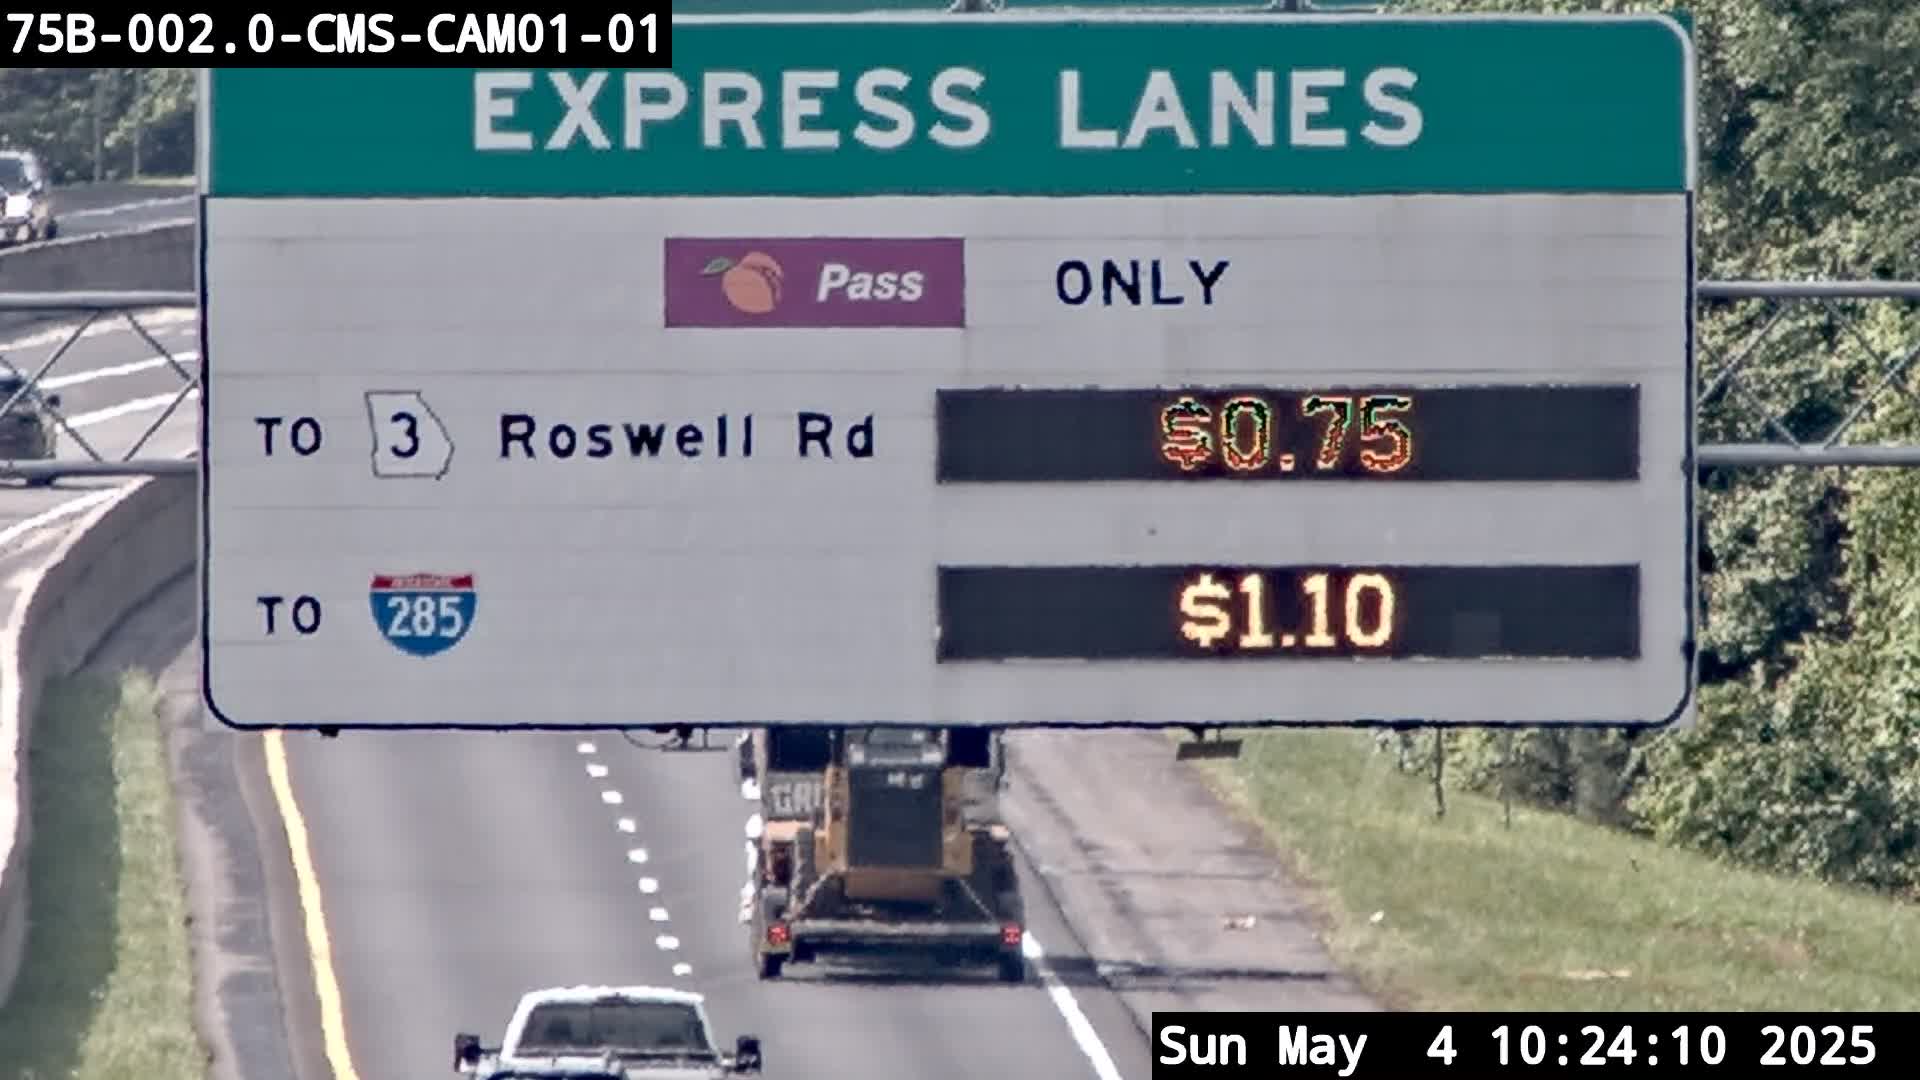 75B-002.0-CMS-CAM01-01
EXPRESS LANES
Pass ONLY
TO 3 Roswell Rd $0.75
TO 285 $1.10
Sun May 4 10:24:10 2025